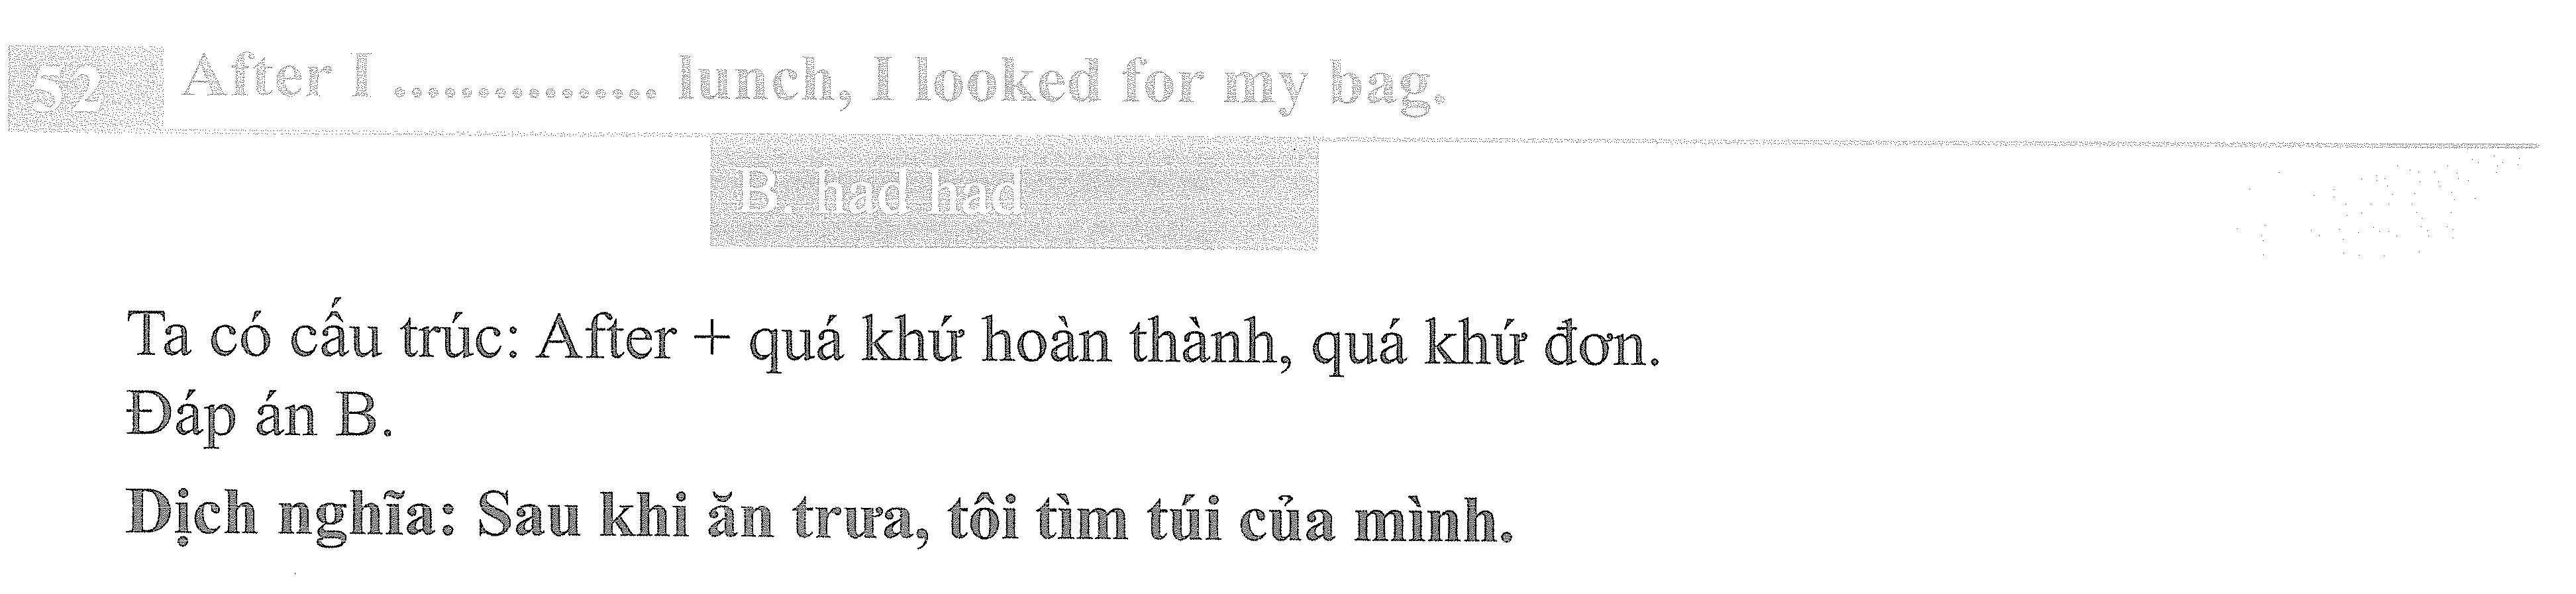 52 After I ............... lunch, I looked for my bag.
B. had had
Ta có cấu trúc: After + quá khứ hoàn thành, quá khứ đơn.
Đáp án B.
Dịch nghĩa: Sau khi ăn trưa, tôi tìm túi của mình.